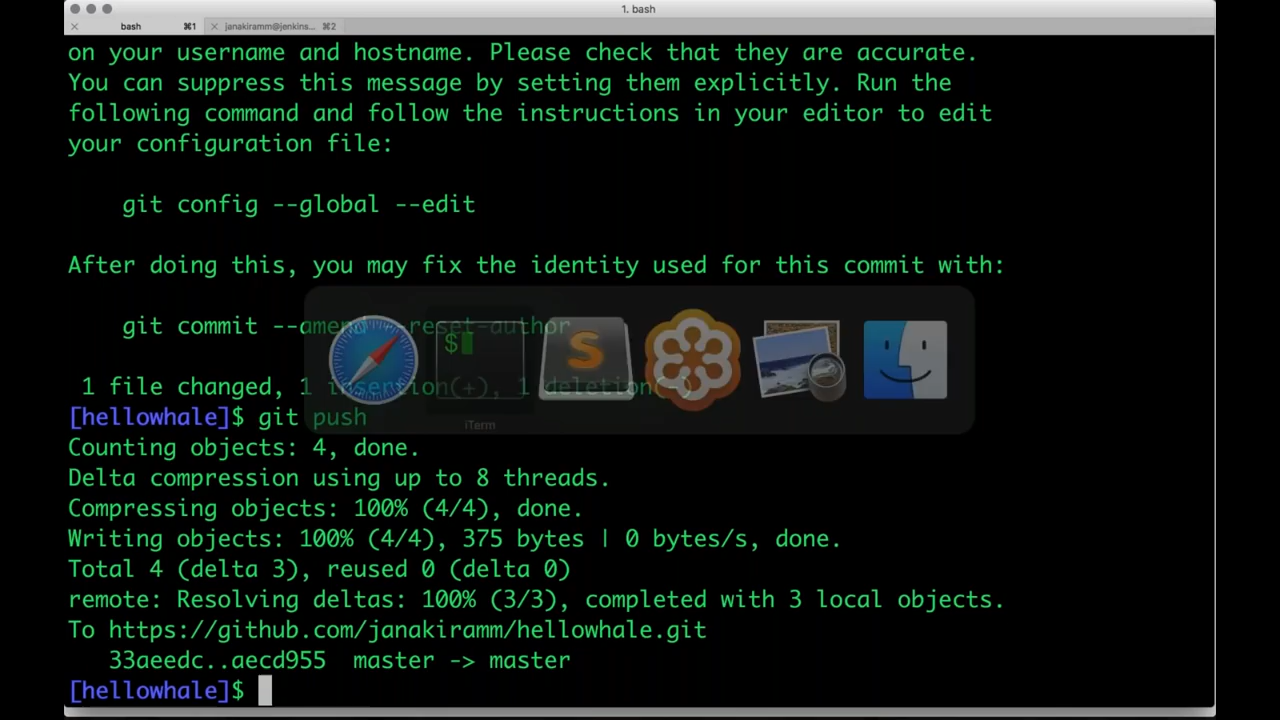 1. bash
bash ⌘1 janakiramm@jenkins... ⌘2
on your username and hostname. Please check that they are accurate.
You can suppress this message by setting them explicitly. Run the
following command and follow the instructions in your editor to edit
your configuration file:
git config --global --edit
After doing this, you may fix the identity used for this commit with:
git commit --amend --reset-author
$
S
1 file changed, 1 insertion(+), 1 deletion(-)
[hellowhale]$ git push
iTerm
Counting objects: 4, done.
Delta compression using up to 8 threads.
Compressing objects: 100% (4/4), done.
Writing objects: 100% (4/4), 375 bytes | 0 bytes/s, done.
Total 4 (delta 3), reused 0 (delta 0)
remote: Resolving deltas: 100% (3/3), completed with 3 local objects.
To https://github.com/janakiramm/hellowhale.git
33aeedc..aecd955 master -> master
[hellowhale]$